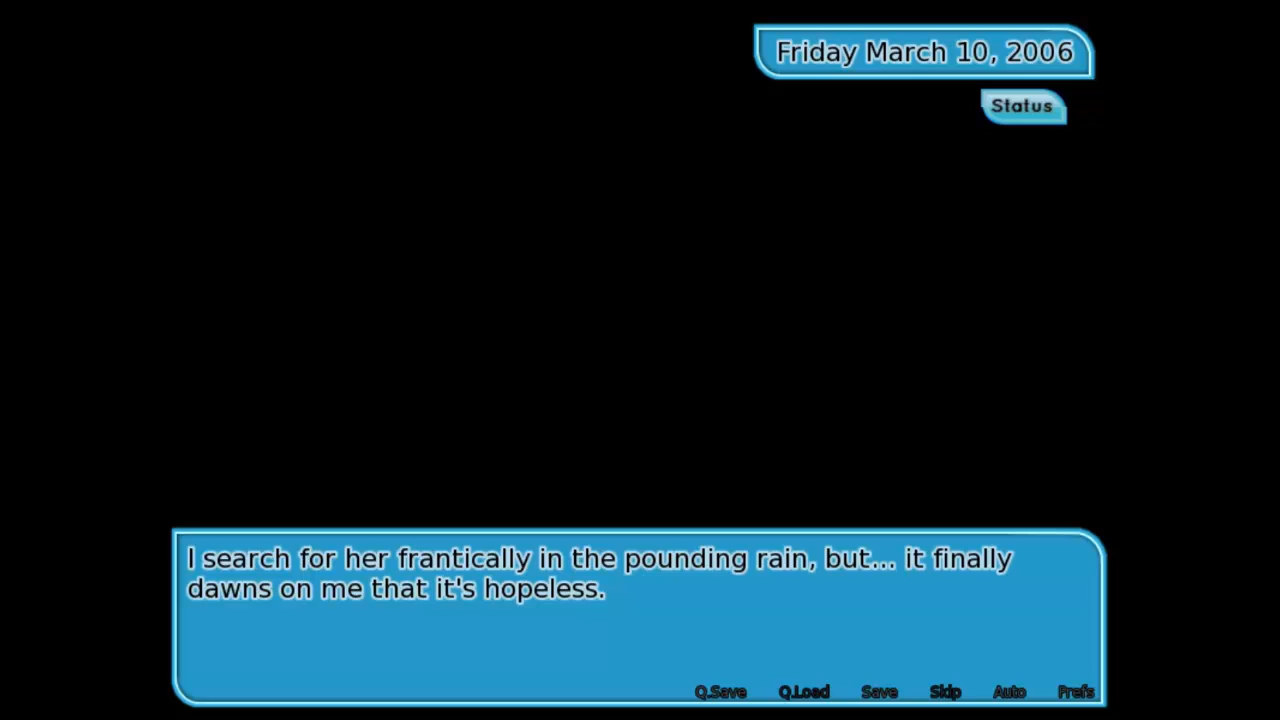 Friday March 10, 2006
Status
I search for her frantically in the pounding rain, but... it finally
dawns on me that it's hopeless.
Q.Save Q.Load Save Skip Auto Prefs